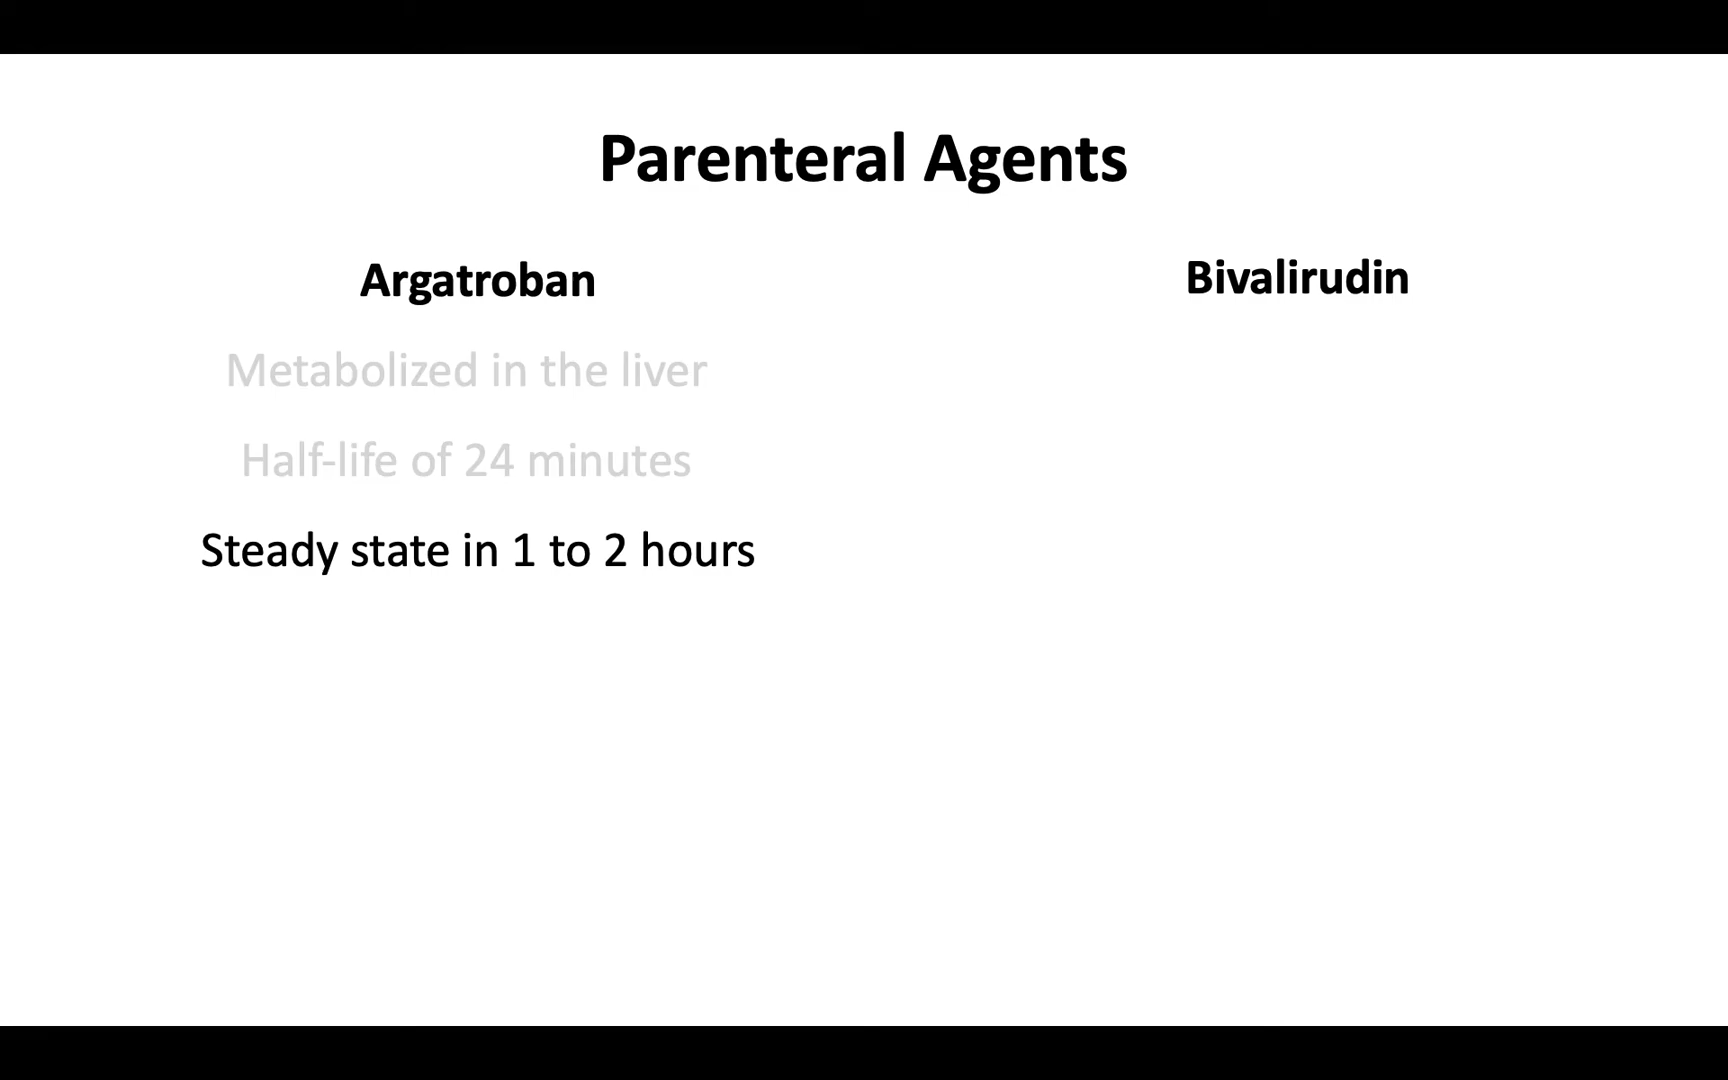 Parenteral Agents
Argatroban
Metabolized in the liver
Half-life of 24 minutes
Steady state in 1 to 2 hours
Bivalirudin